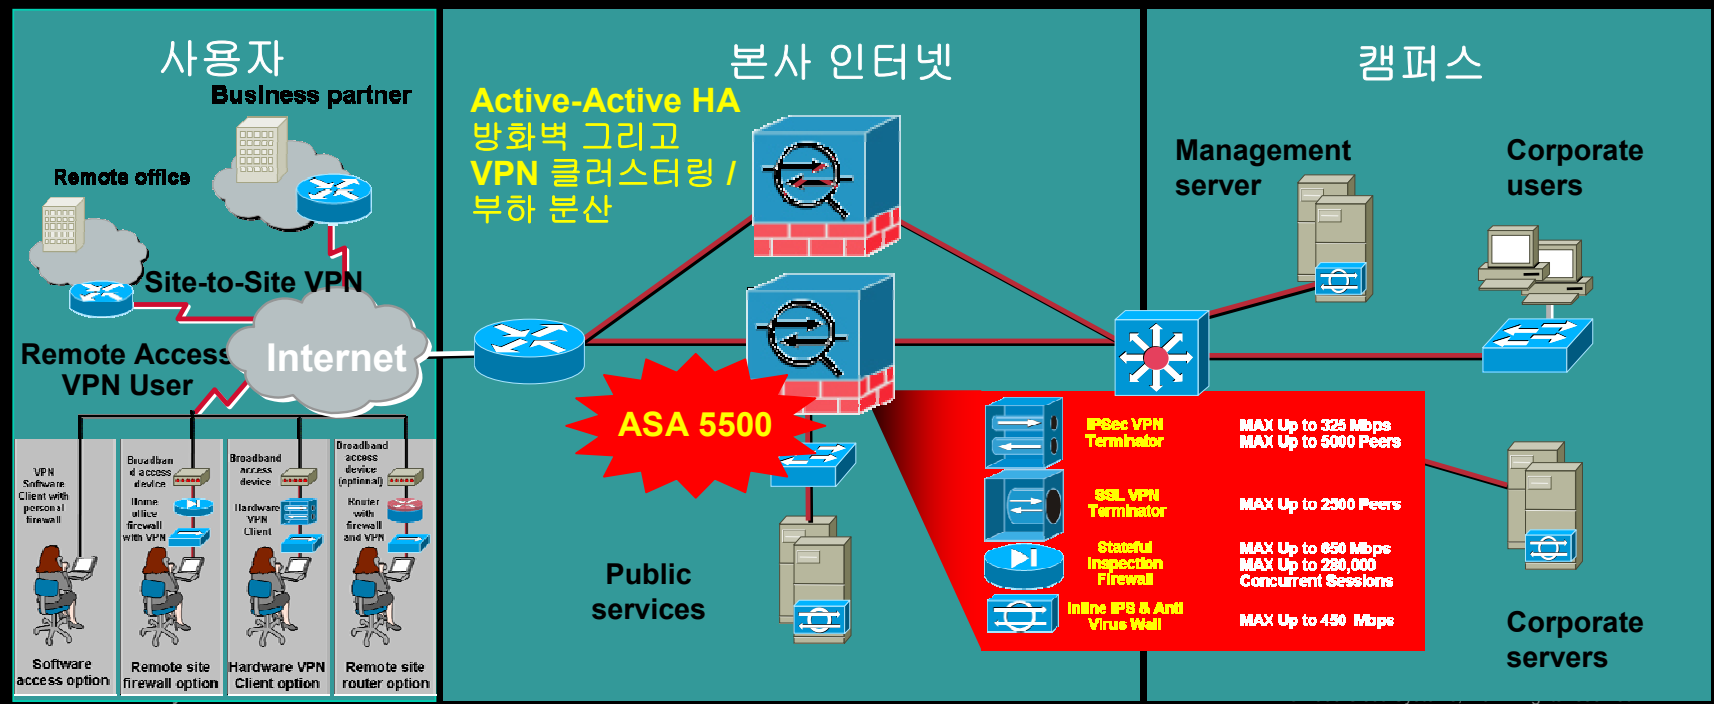 사용자
Business partner
Remote office
Site-to-Site VPN
Internet
Remote Access
VPN User
VPN
Software
Client with
personal
firewall
Software
access option
Broadban
d access
device
Home
office
firewall
with VPN
Remote site
firewall option
Broadband
access
device
Hardware
VPN
Client
Hardware VPN
Client option
Broadband
access
device
(optional)
Router
with
firewall
and VPN
Remote site
router option
본사 인터넷
Active-Active HA
방화벽 그리고
VPN 클러스터링 /
부하 분산
ASA 5500
Public
services
IPSec VPN
Terminator
MAX Up to 325 Mbps
MAX Up to 5000 Peers
SSL VPN
Terminator
MAX Up to 2500 Peers
Stateful
Inspection
Firewall
MAX Up to 650 Mbps
MAX Up to 280,000
Concurrent Sessions
Inline IPS & Anti
Virus Wall
MAX Up to 450 Mbps
캠퍼스
Management
server
Corporate
users
Corporate
servers